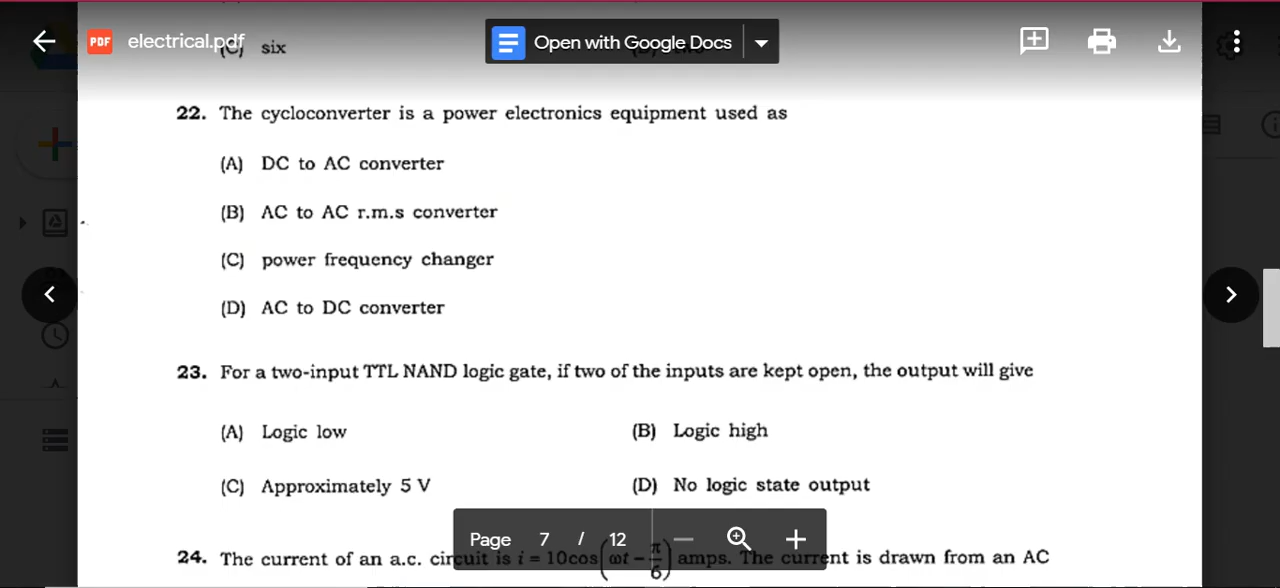 PDF electrical.pdf
Open with Google Docs
(C) six
22. The cycloconverter is a power electronics equipment used as
(A) DC to AC converter
(B) AC to AC r.m.s converter
(C) power frequency changer
(D) AC to DC converter
23. For a two-input TTL NAND logic gate, if two of the inputs are kept open, the output will give
(A) Logic low (B) Logic high
(C) Approximately 5 V (D) No logic state output
Page 7 / 12
24. The current of an a.c. circuit is i = 10cos(ωt − π/6) amps. The current is drawn from an AC